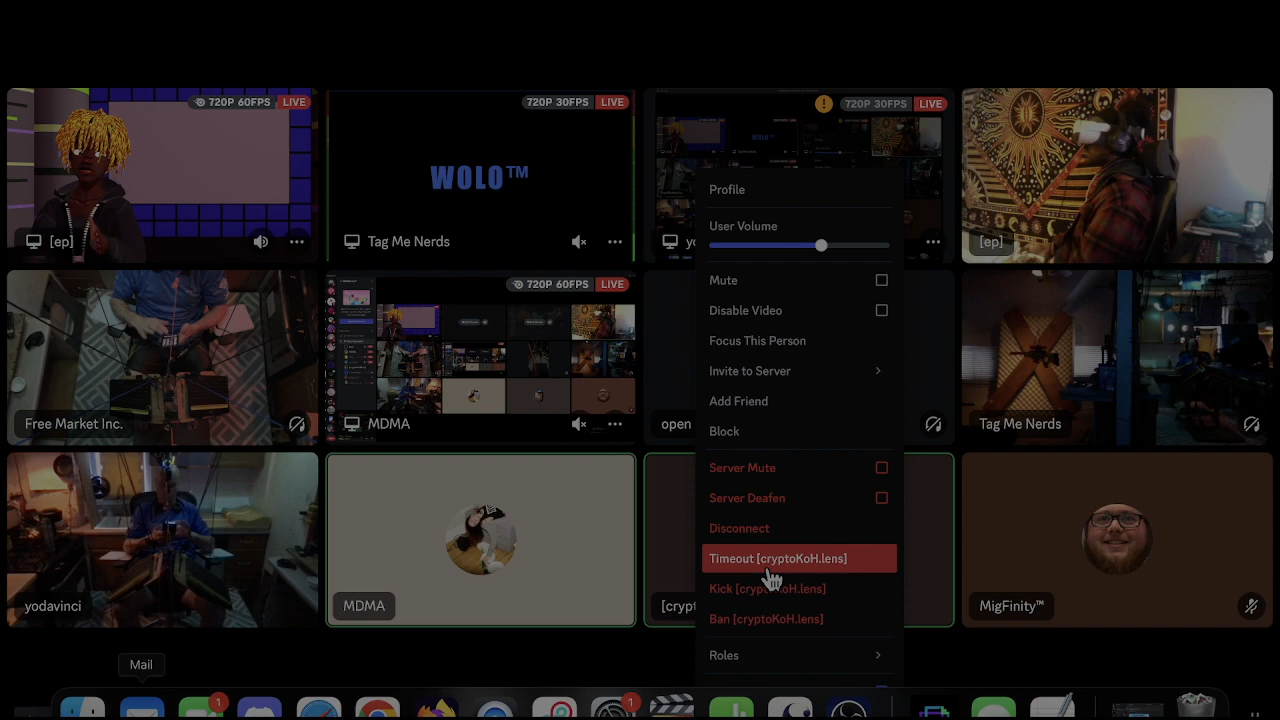 720P 60FPS LIVE
720P 30FPS LIVE
720P 30FPS LIVE
WOLO™
[ep]
Tag Me Nerds
[ep]
Profile
User Volume
Mute
Disable Video
Focus This Person
Invite to Server
Add Friend
Block
Server Mute
Server Deafen
Disconnect
Timeout [cryptoKoH.lens]
Kick [cryptoKoH.lens]
Ban [cryptoKoH.lens]
Roles
720P 60FPS LIVE
Free Market Inc.
MDMA
open
Tag Me Nerds
yodavinci
MDMA
[crypt
MigFinity™
Mail
1
1